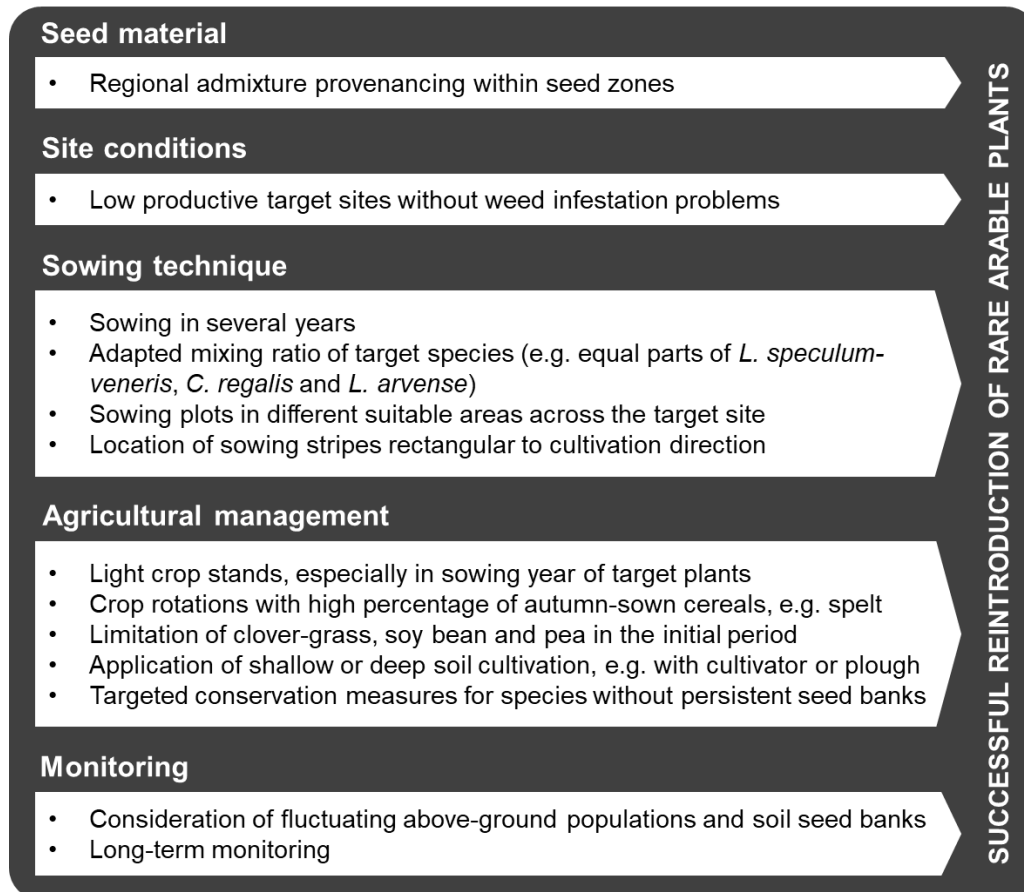 Seed material
• Regional admixture provenancing within seed zones
Site conditions
• Low productive target sites without weed infestation problems
Sowing technique
• Sowing in several years
• Adapted mixing ratio of target species (e.g. equal parts of L. speculum-
veneris, C. regalis and L. arvense)
• Sowing plots in different suitable areas across the target site
• Location of sowing stripes rectangular to cultivation direction
Agricultural management
• Light crop stands, especially in sowing year of target plants
• Crop rotations with high percentage of autumn-sown cereals, e.g. spelt
• Limitation of clover-grass, soy bean and pea in the initial period
• Application of shallow or deep soil cultivation, e.g. with cultivator or plough
• Targeted conservation measures for species without persistent seed banks
Monitoring
• Consideration of fluctuating above-ground populations and soil seed banks
• Long-term monitoring
SUCCESSFUL REINTRODUCTION OF RARE ARABLE PLANTS